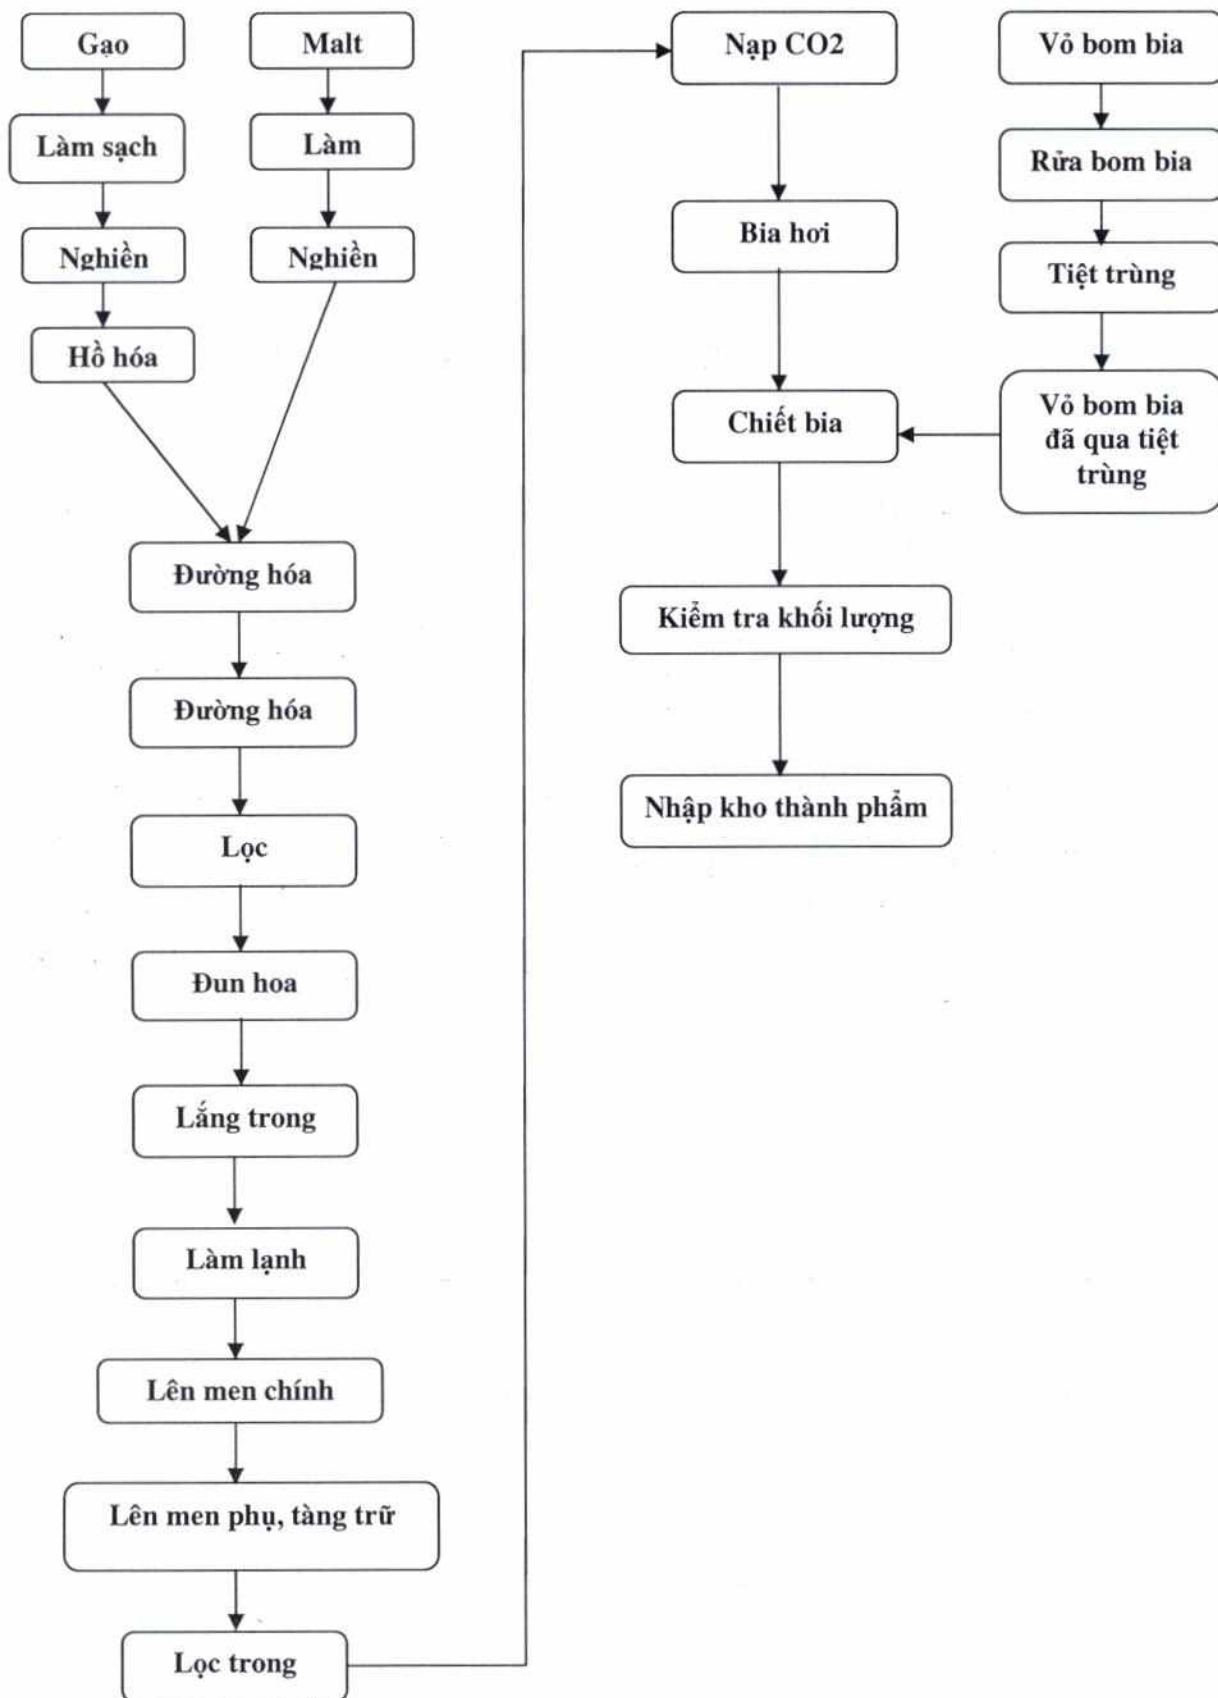 Gạo
Malt
Làm sạch
Làm
Nghiền
Nghiền
Hồ hóa
Đường hóa
Đường hóa
Lọc
Đun hoa
Lắng trong
Làm lạnh
Lên men chính
Lên men phụ, tàng trữ
Lọc trong
Nạp CO2
Bia hơi
Chiết bia
Kiểm tra khối lượng
Nhập kho thành phẩm
Vỏ bom bia
Rửa bom bia
Tiệt trùng
Vỏ bom bia
đã qua tiệt
trùng